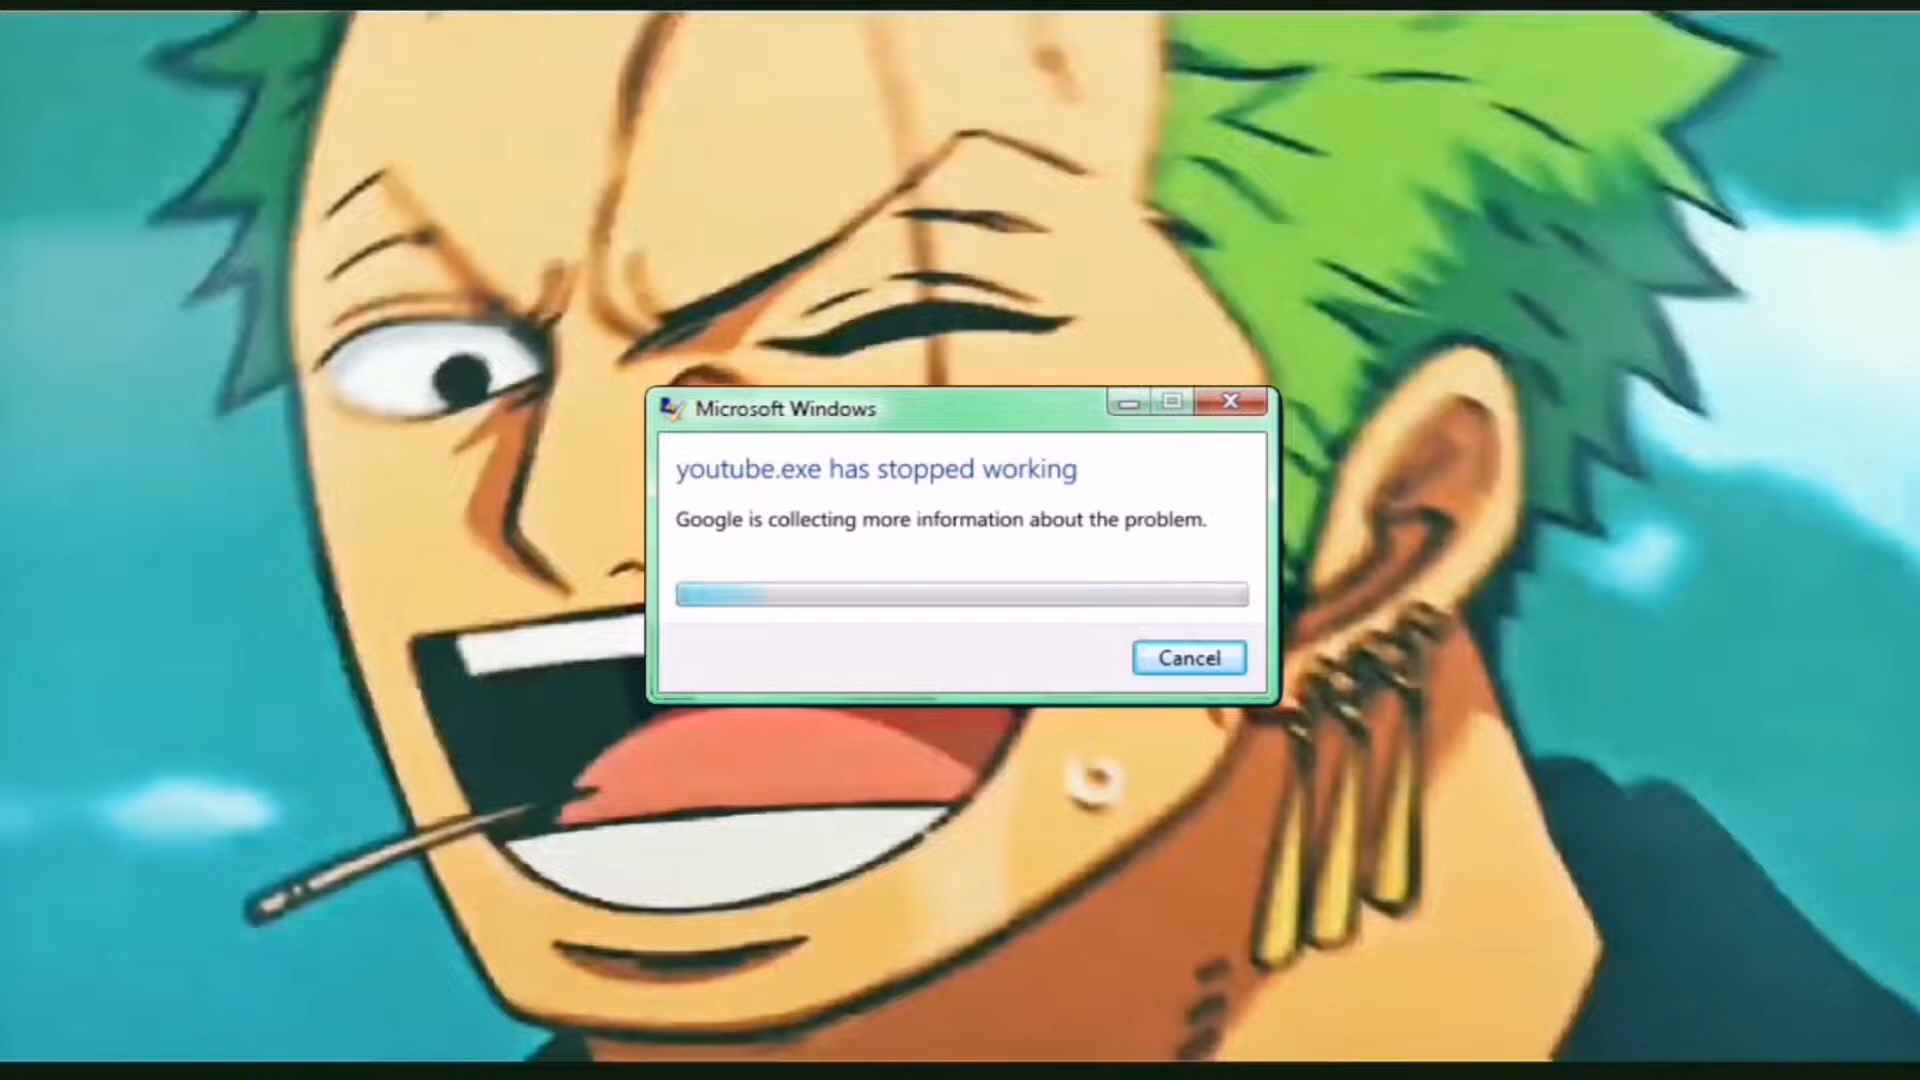 Microsoft Windows
youtube.exe has stopped working
Google is collecting more information about the problem.
Cancel